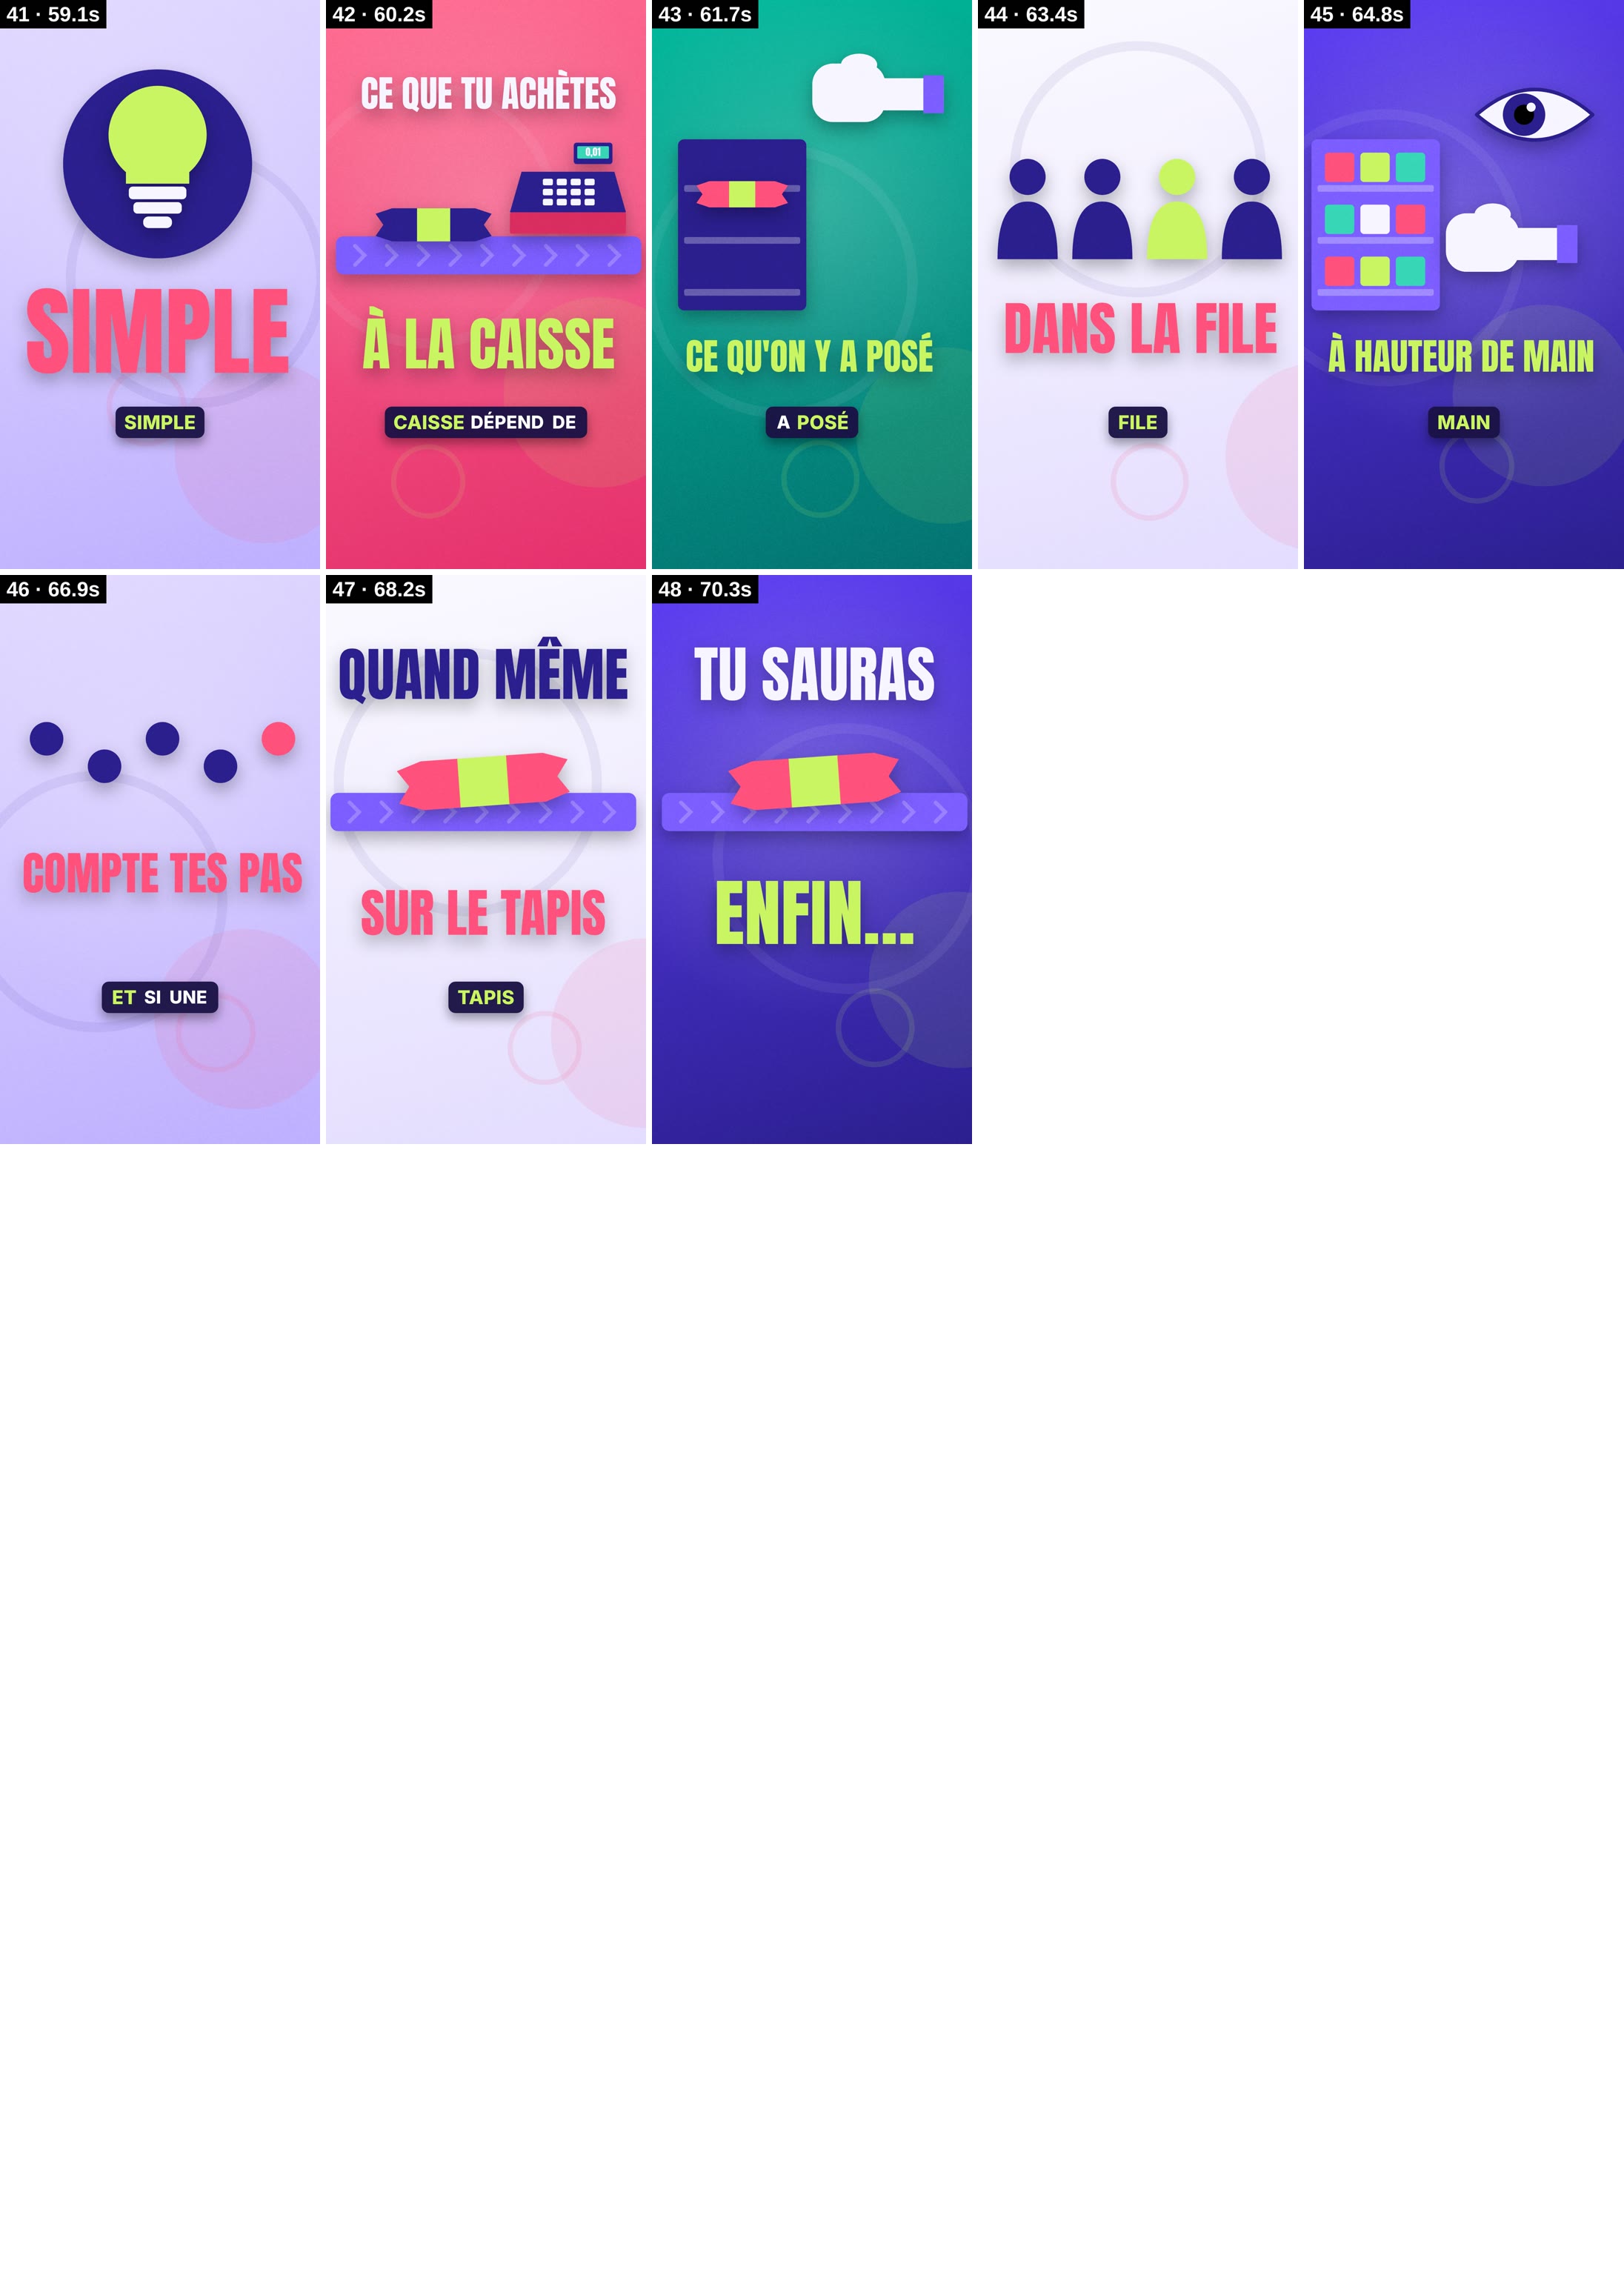 41 · 59.1s
SIMPLE
SIMPLE
42 · 60.2s
CE QUE TU ACHÈTES
0,01
À LA CAISSE
CAISSE DÉPEND DE
43 · 61.7s
CE QU'ON Y A POSÉ
A POSÉ
44 · 63.4s
DANS LA FILE
FILE
45 · 64.8s
À HAUTEUR DE MAIN
MAIN
46 · 66.9s
COMPTE TES PAS
ET SI UNE
47 · 68.2s
QUAND MÊME
SUR LE TAPIS
TAPIS
48 · 70.3s
TU SAURAS
ENFIN...